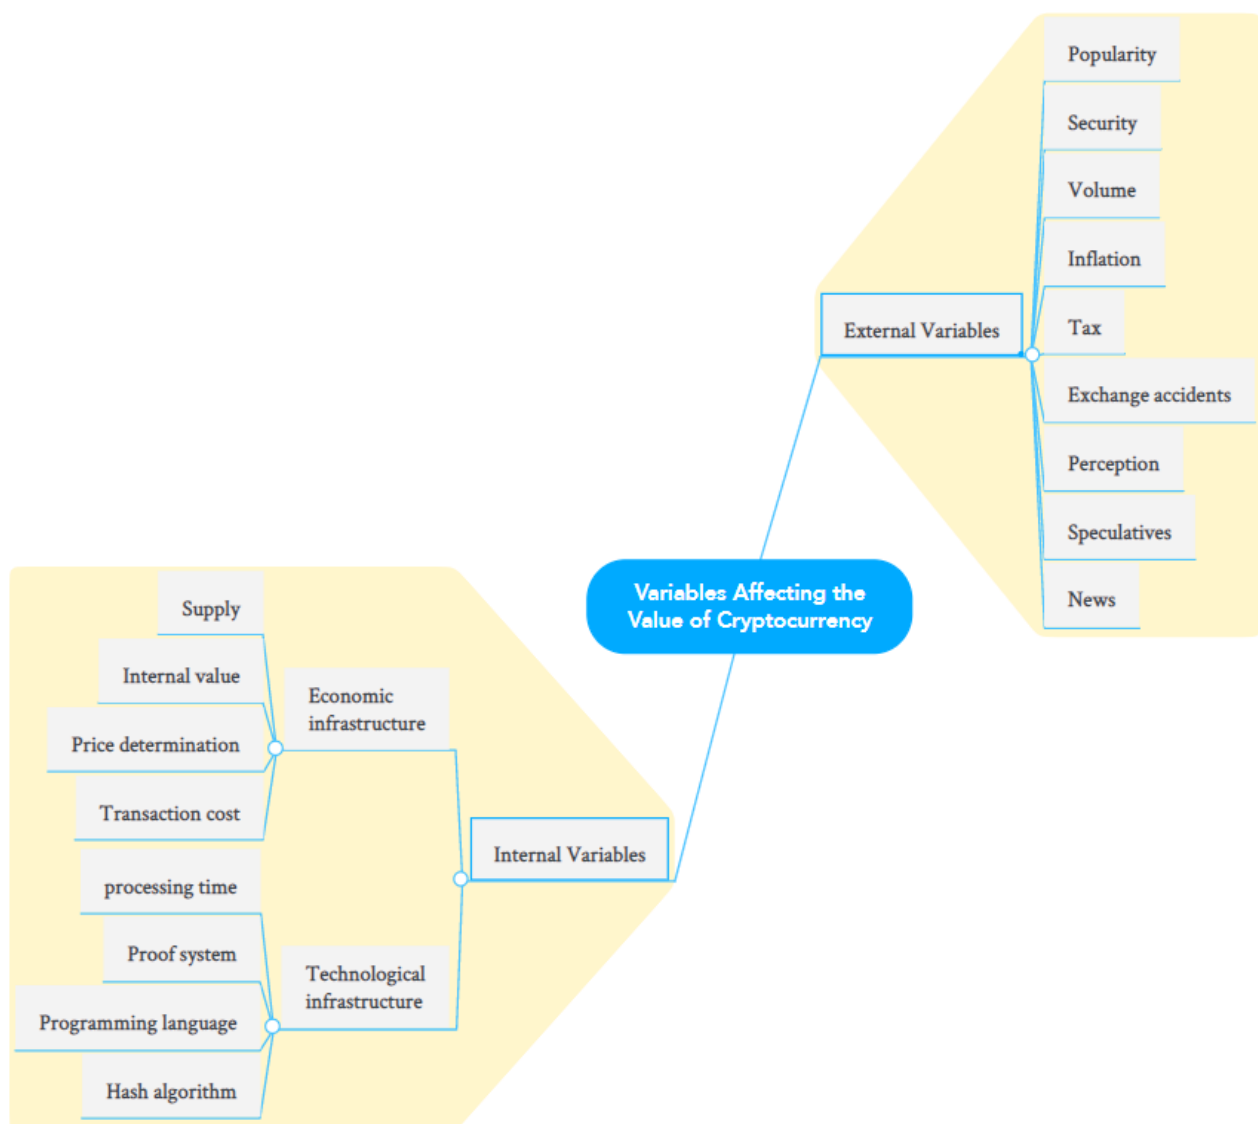 Popularity
Security
Volume
Inflation
External Variables
Tax
Exchange accidents
Perception
Speculatives
News
Variables Affecting the
Value of Cryptocurrency
Supply
Internal value
Economic
infrastructure
Price determination
Transaction cost
Internal Variables
processing time
Proof system
Technological
infrastructure
Programming language
Hash algorithm